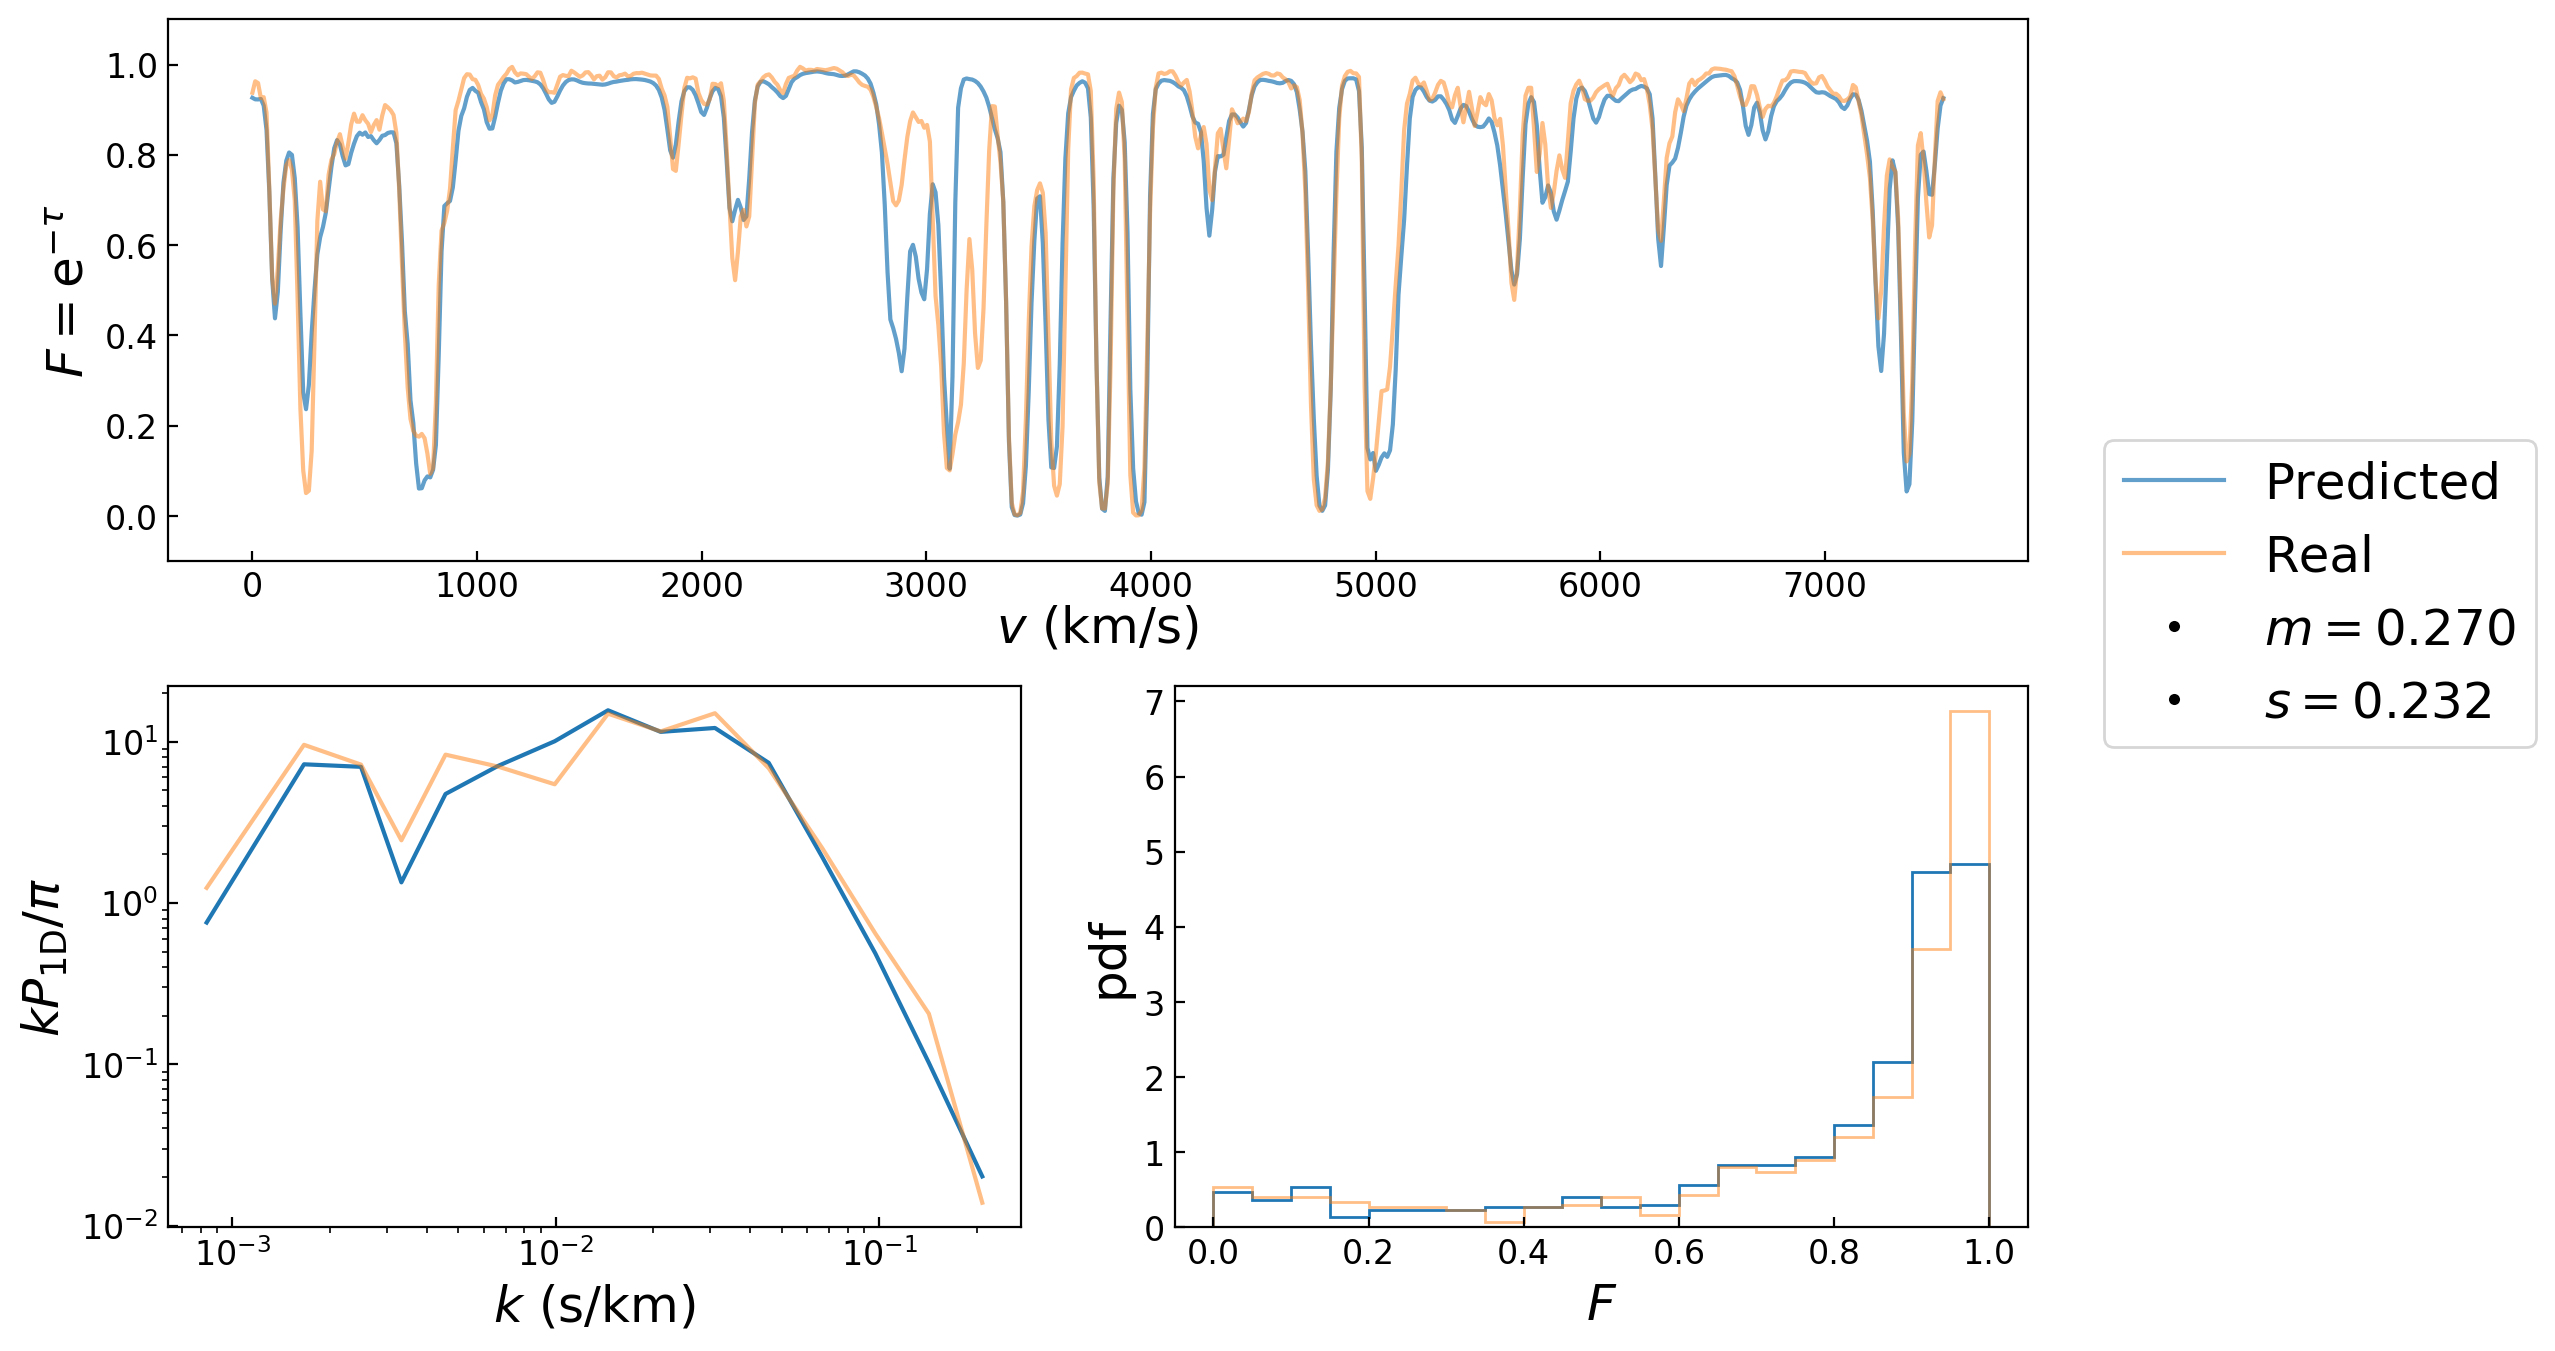 1.0
0.8
0.6
0.4
0.2
0.0
F = e^{-τ}
0 1000 2000 3000 4000 5000 6000 7000
v (km/s)
Predicted
Real
m = 0.270
s = 0.232
10^1
10^0
10^{-1}
10^{-2}
kP_{1D}/π
10^{-3} 10^{-2} 10^{-1}
k (s/km)
7
6
5
4
3
2
1
0
pdf
0.0 0.2 0.4 0.6 0.8 1.0
F